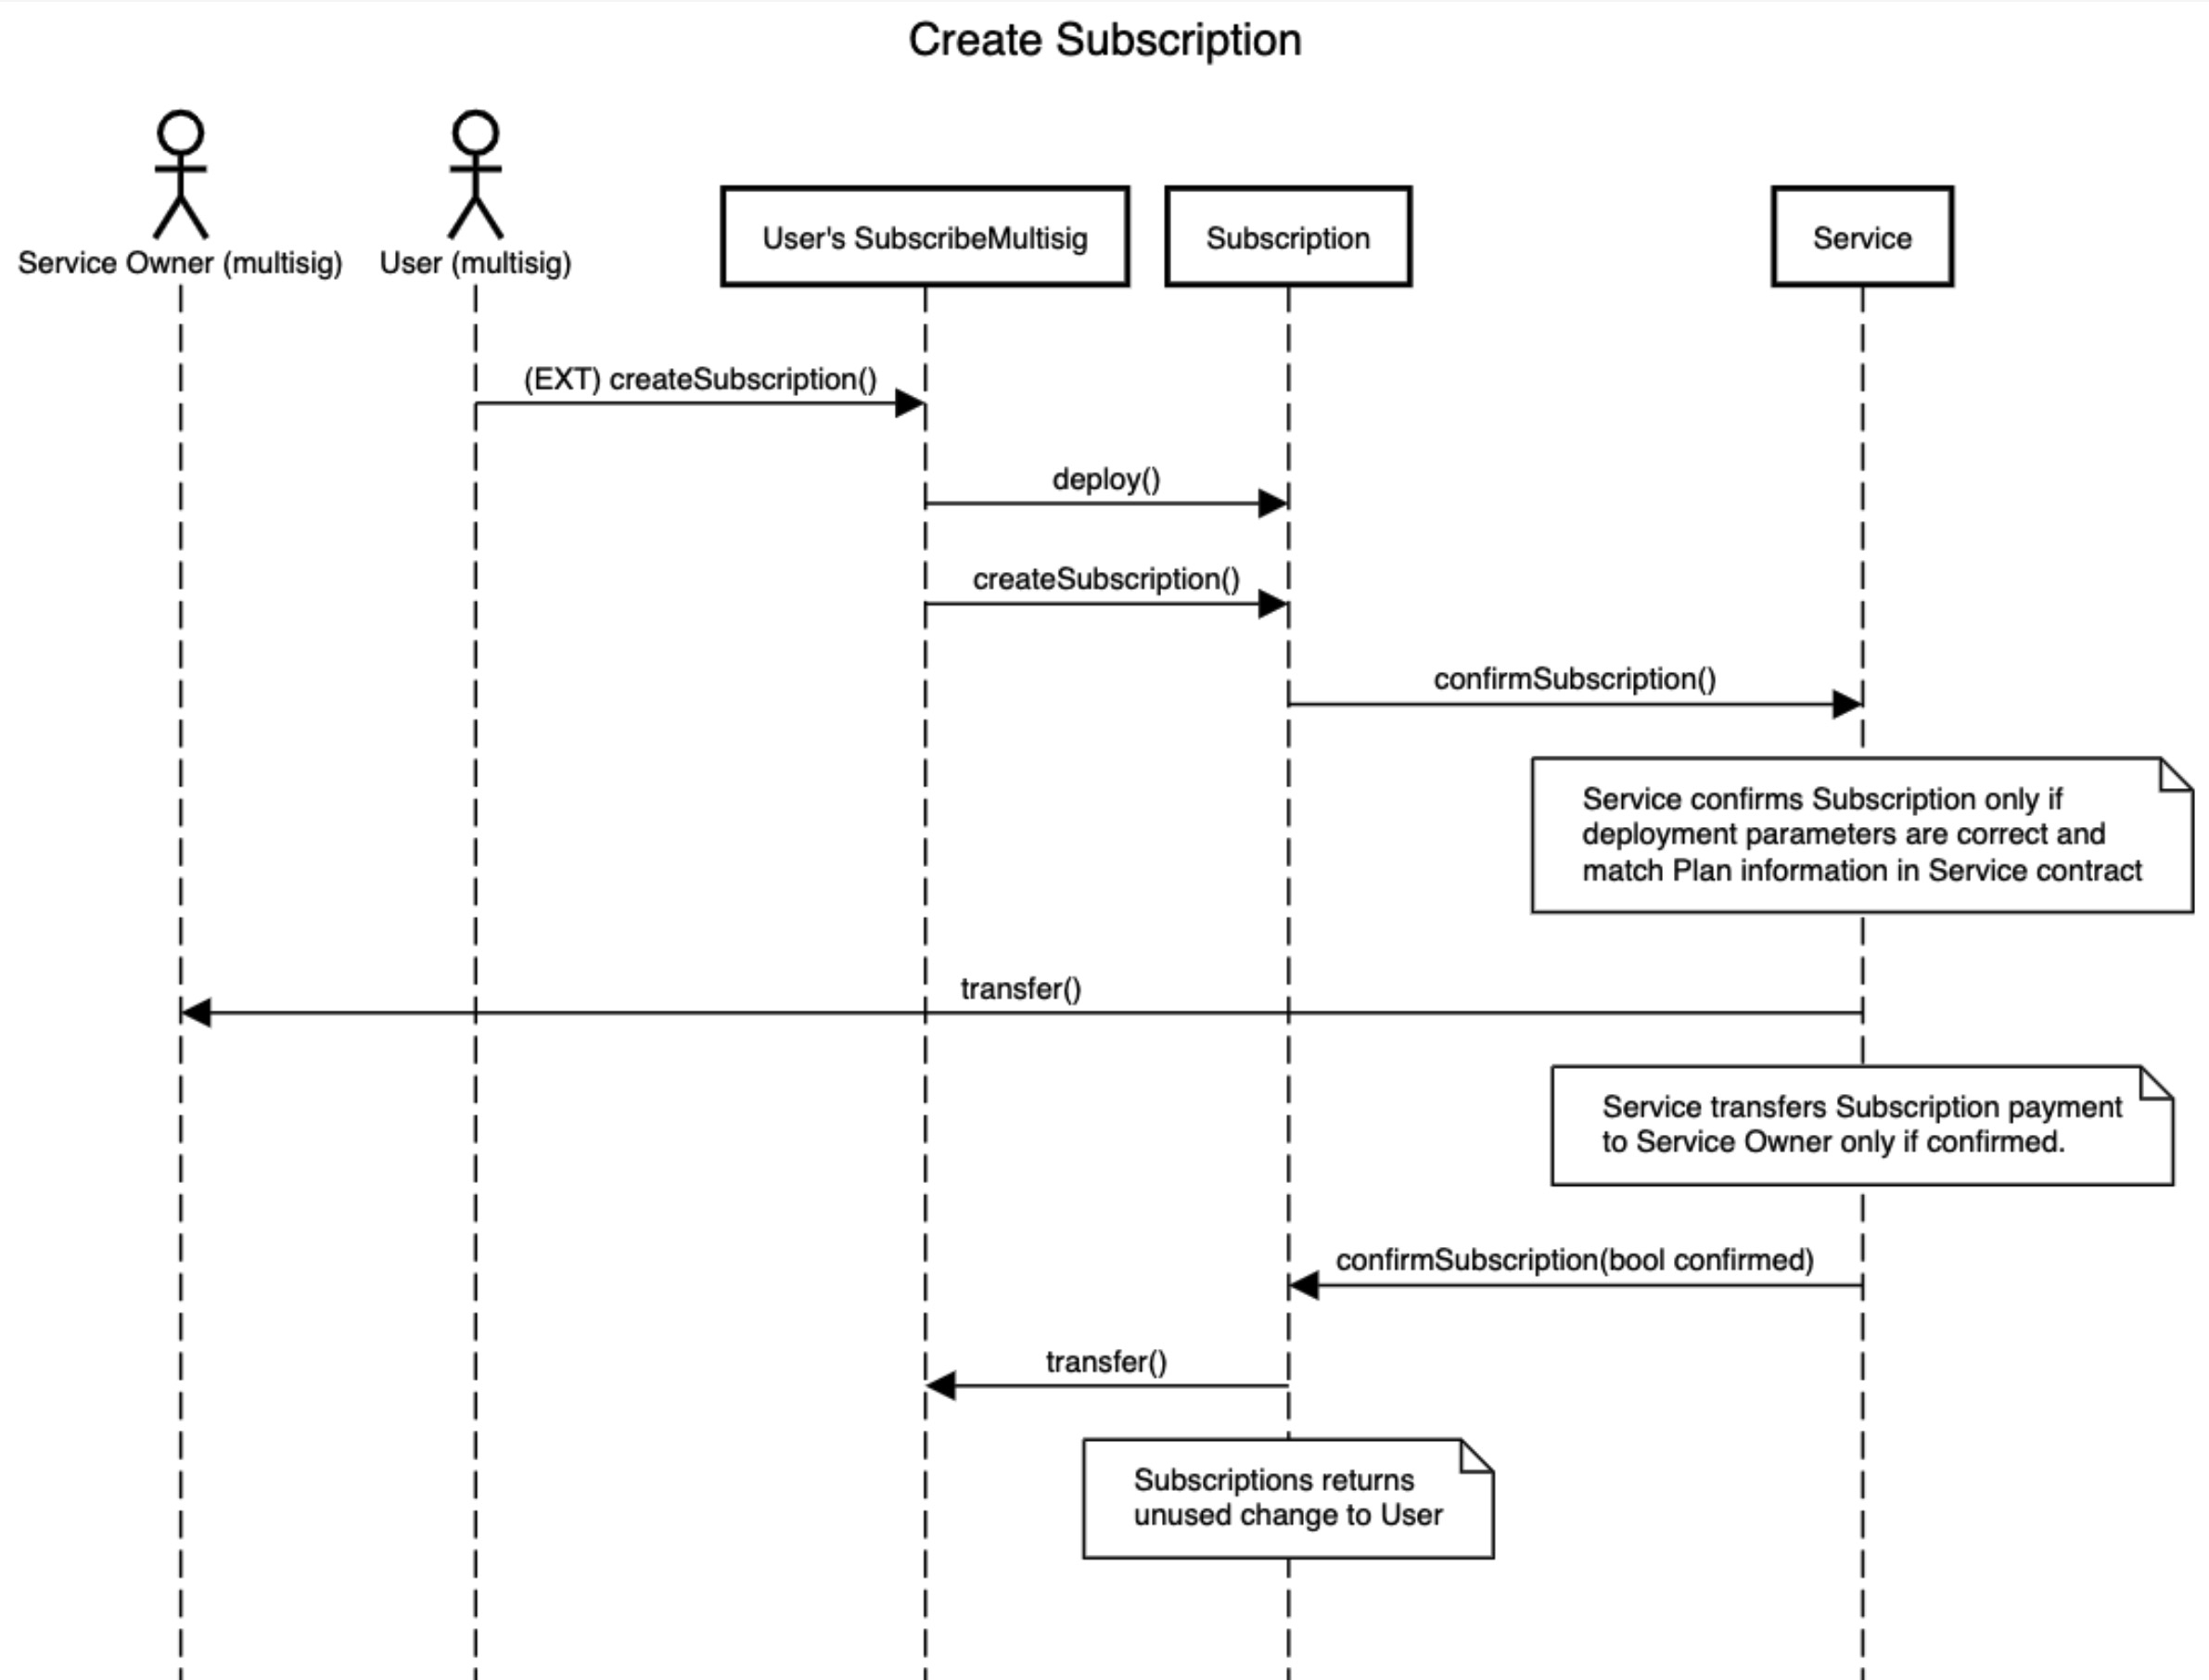 Create Subscription
Service Owner (multisig)
User (multisig)
User's SubscribeMultisig
Subscription
Service
(EXT) createSubscription()
deploy()
createSubscription()
confirmSubscription()
Service confirms Subscription only if
deployment parameters are correct and
match Plan information in Service contract
transfer()
Service transfers Subscription payment
to Service Owner only if confirmed.
confirmSubscription(bool confirmed)
transfer()
Subscriptions returns
unused change to User